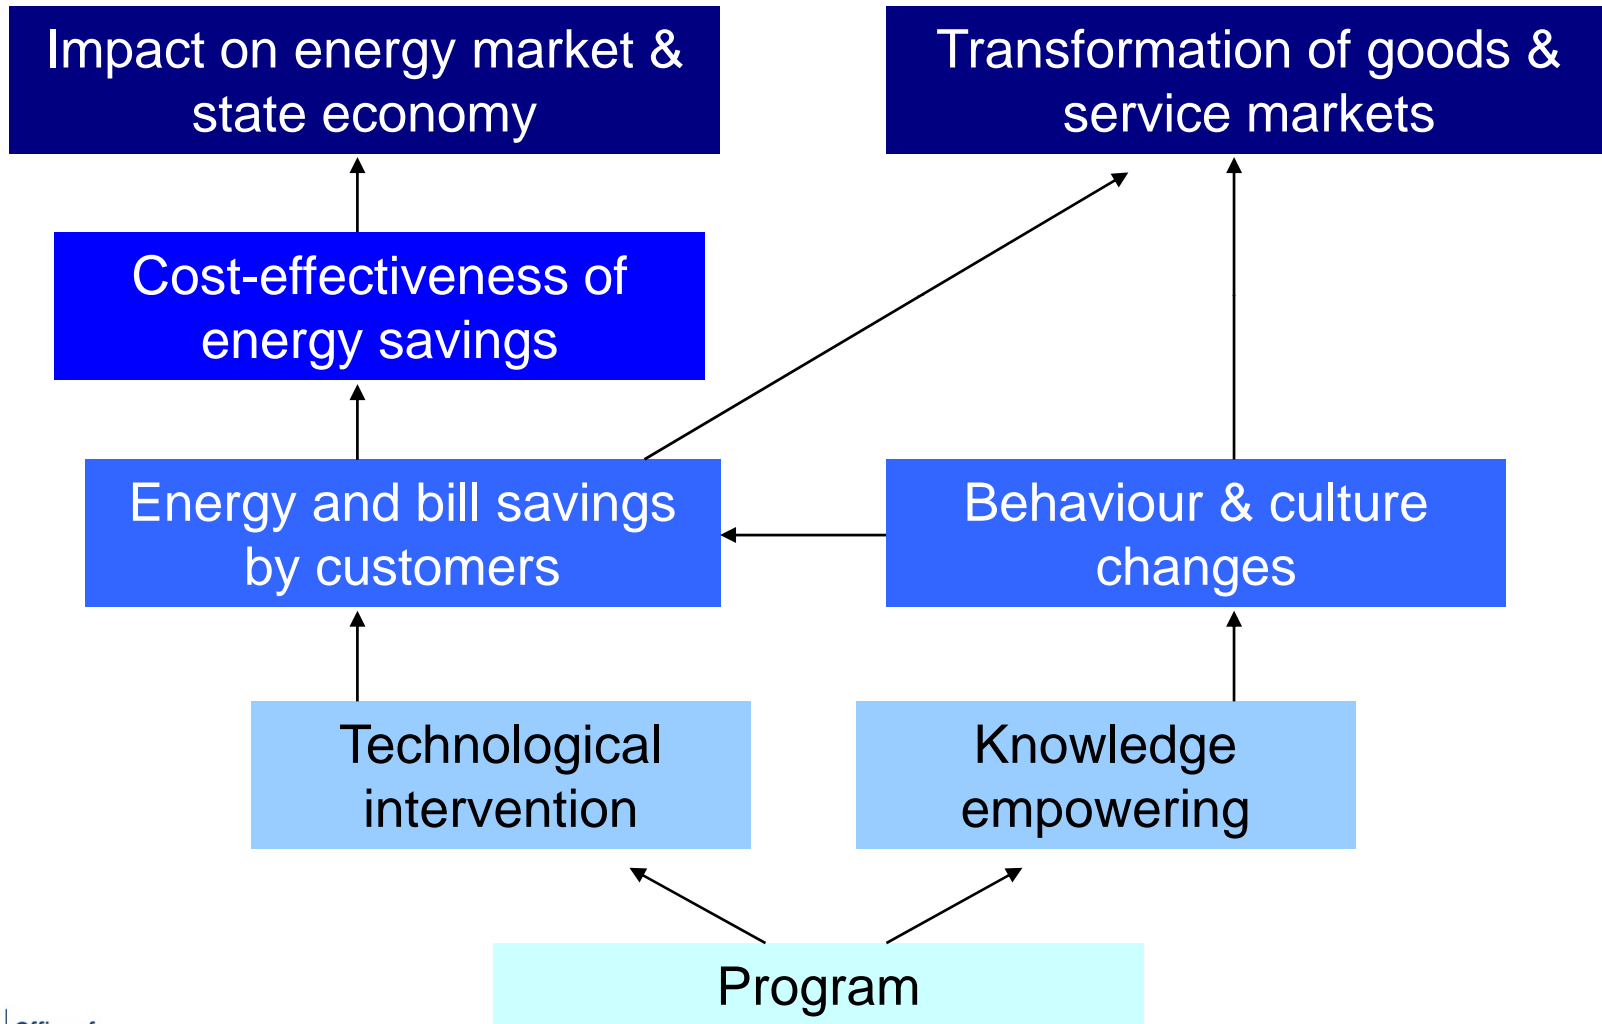 Impact on energy market &
state economy
Transformation of goods &
service markets
Cost-effectiveness of
energy savings
Energy and bill savings
by customers
Behaviour & culture
changes
Technological
intervention
Knowledge
empowering
Program